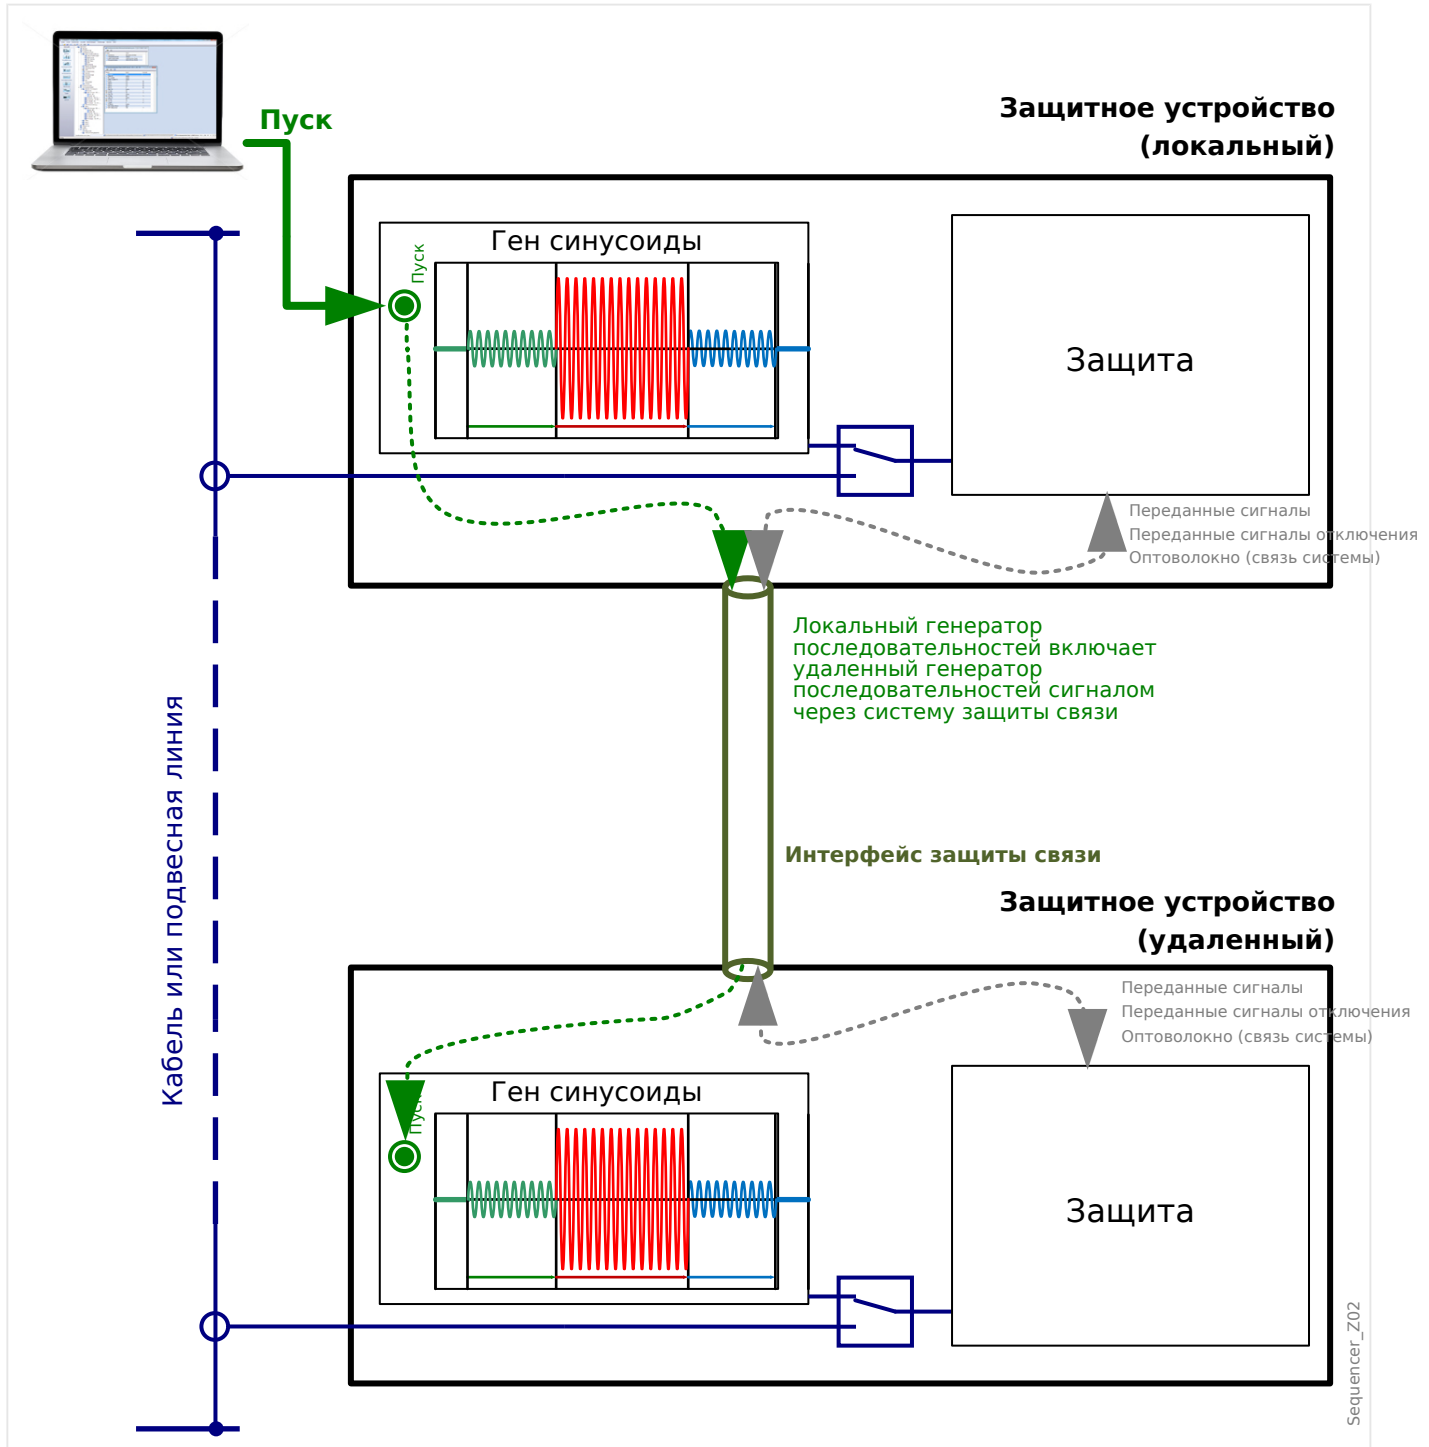 Пуск
Защитное устройство
(локальный)
Ген синусоиды
Пуск
Защита
Переданные сигналы
Переданные сигналы отключения
Оптоволокно (связь системы)
Локальный генератор
последовательностей включает
удаленный генератор
последовательностей сигналом
через систему защиты связи
Кабель или подвесная линия
Интерфейс защиты связи
Защитное устройство
(удаленный)
Переданные сигналы
Переданные сигналы отключения
Оптоволокно (связь системы)
Ген синусоиды
Пуск
Защита
Sequencer_Z02